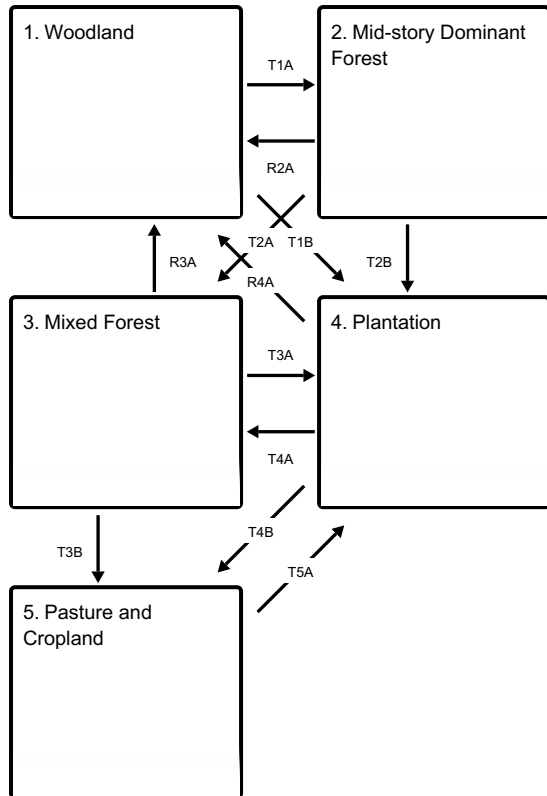 1. Woodland
2. Mid-story Dominant
Forest
T1A
R2A
T2A
T1B
R3A
R4A
T2B
3. Mixed Forest
4. Plantation
T3A
T4A
T3B
T4B
T5A
5. Pasture and
Cropland